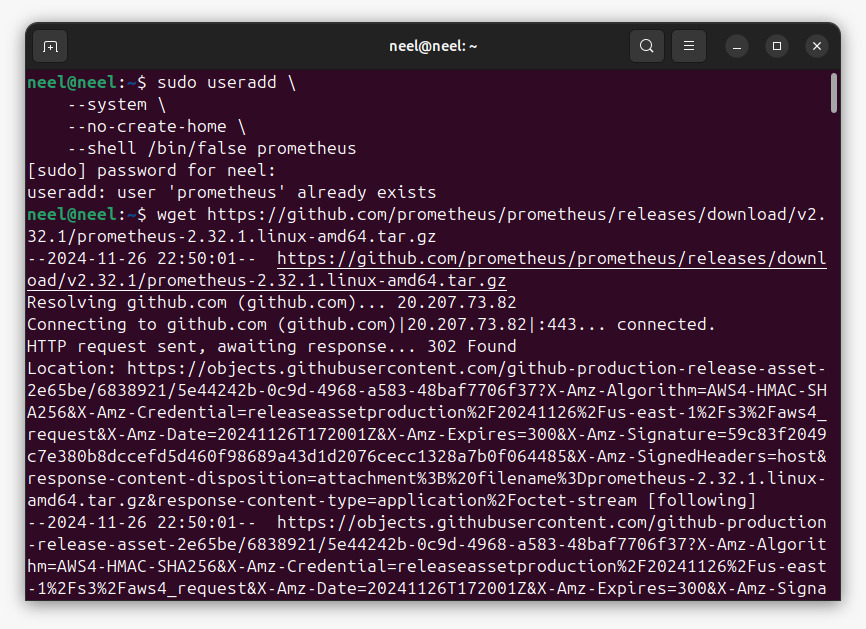 neel@neel: ~
neel@neel:~$ sudo useradd \
    --system \
    --no-create-home \
    --shell /bin/false prometheus
[sudo] password for neel:
useradd: user 'prometheus' already exists
neel@neel:~$ wget https://github.com/prometheus/prometheus/releases/download/v2.
32.1/prometheus-2.32.1.linux-amd64.tar.gz
--2024-11-26 22:50:01--  https://github.com/prometheus/prometheus/releases/downl
oad/v2.32.1/prometheus-2.32.1.linux-amd64.tar.gz
Resolving github.com (github.com)... 20.207.73.82
Connecting to github.com (github.com)|20.207.73.82|:443... connected.
HTTP request sent, awaiting response... 302 Found
Location: https://objects.githubusercontent.com/github-production-release-asset-
2e65be/6838921/5e44242b-0c9d-4968-a583-48baf7706f37?X-Amz-Algorithm=AWS4-HMAC-SH
A256&X-Amz-Credential=releaseassetproduction%2F20241126%2Fus-east-1%2Fs3%2Faws4_
request&X-Amz-Date=20241126T172001Z&X-Amz-Expires=300&X-Amz-Signature=59c83f2049
c7e380b8dccefd5d460f98689a43d1d2076cecc1328a7b0f064485&X-Amz-SignedHeaders=host&
response-content-disposition=attachment%3B%20filename%3Dprometheus-2.32.1.linux-
amd64.tar.gz&response-content-type=application%2Foctet-stream [following]
--2024-11-26 22:50:01--  https://objects.githubusercontent.com/github-production
-release-asset-2e65be/6838921/5e44242b-0c9d-4968-a583-48baf7706f37?X-Amz-Algorit
hm=AWS4-HMAC-SHA256&X-Amz-Credential=releaseassetproduction%2F20241126%2Fus-east
-1%2Fs3%2Faws4_request&X-Amz-Date=20241126T172001Z&X-Amz-Expires=300&X-Amz-Signa